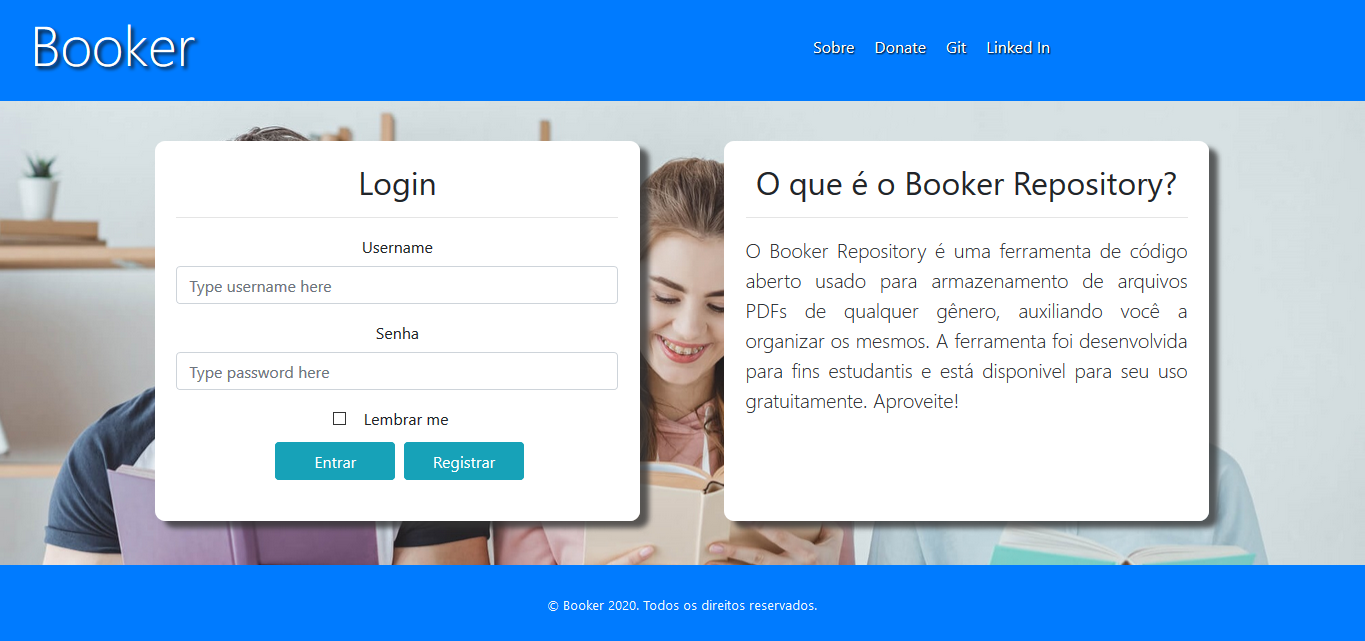 Booker
Sobre Donate Git Linked In
Login
Username
Type username here
Senha
Type password here
Lembrar me
Entrar Registrar
O que é o Booker Repository?
O Booker Repository é uma ferramenta de código
aberto usado para armazenamento de arquivos
PDFs de qualquer gênero, auxiliando você a
organizar os mesmos. A ferramenta foi desenvolvida
para fins estudantis e está disponivel para seu uso
gratuitamente. Aproveite!
© Booker 2020. Todos os direitos reservados.